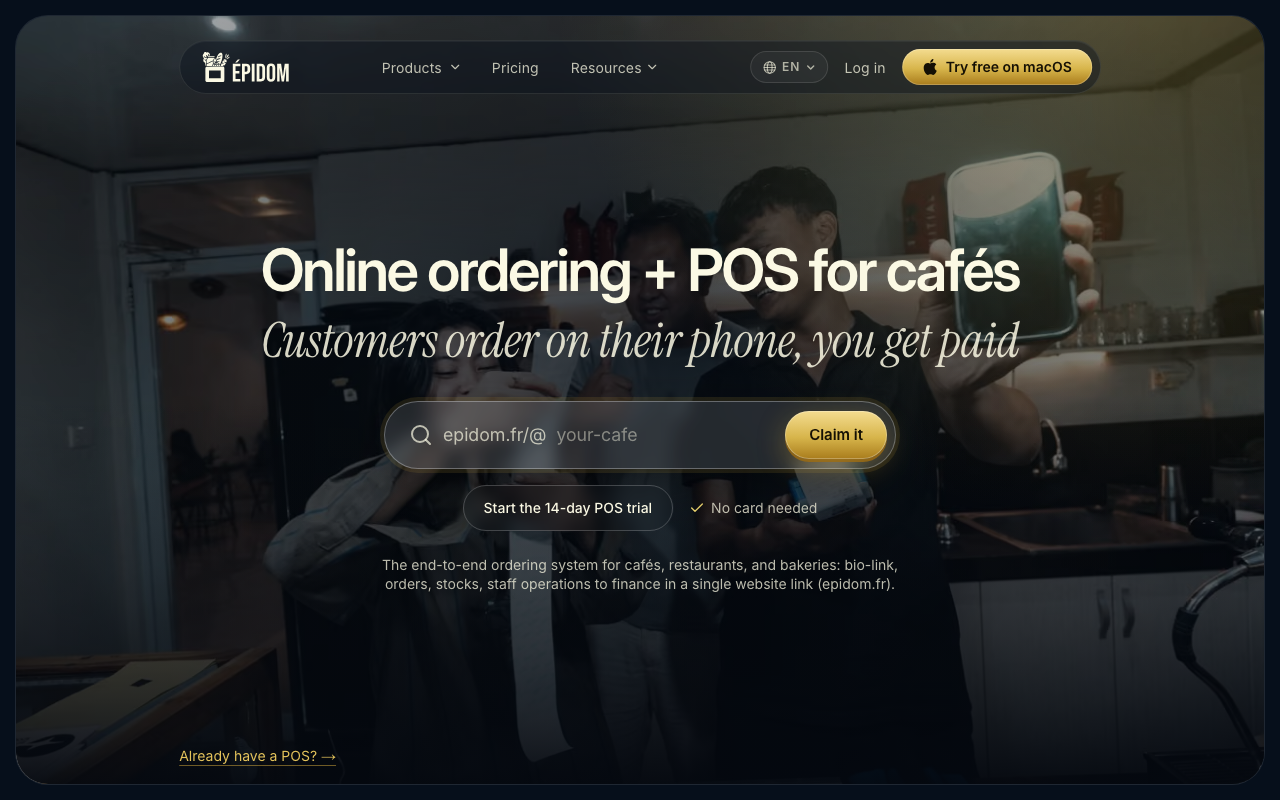 ÉPIDOM
Products
Pricing
Resources
EN
Log in
Try free on macOS
Online ordering + POS for cafés
Customers order on their phone, you get paid
epidom.fr/@ your-cafe
Claim it
Start the 14-day POS trial
No card needed
The end-to-end ordering system for cafés, restaurants, and bakeries: bio-link,
orders, stocks, staff operations to finance in a single website link (epidom.fr).
Already have a POS? →